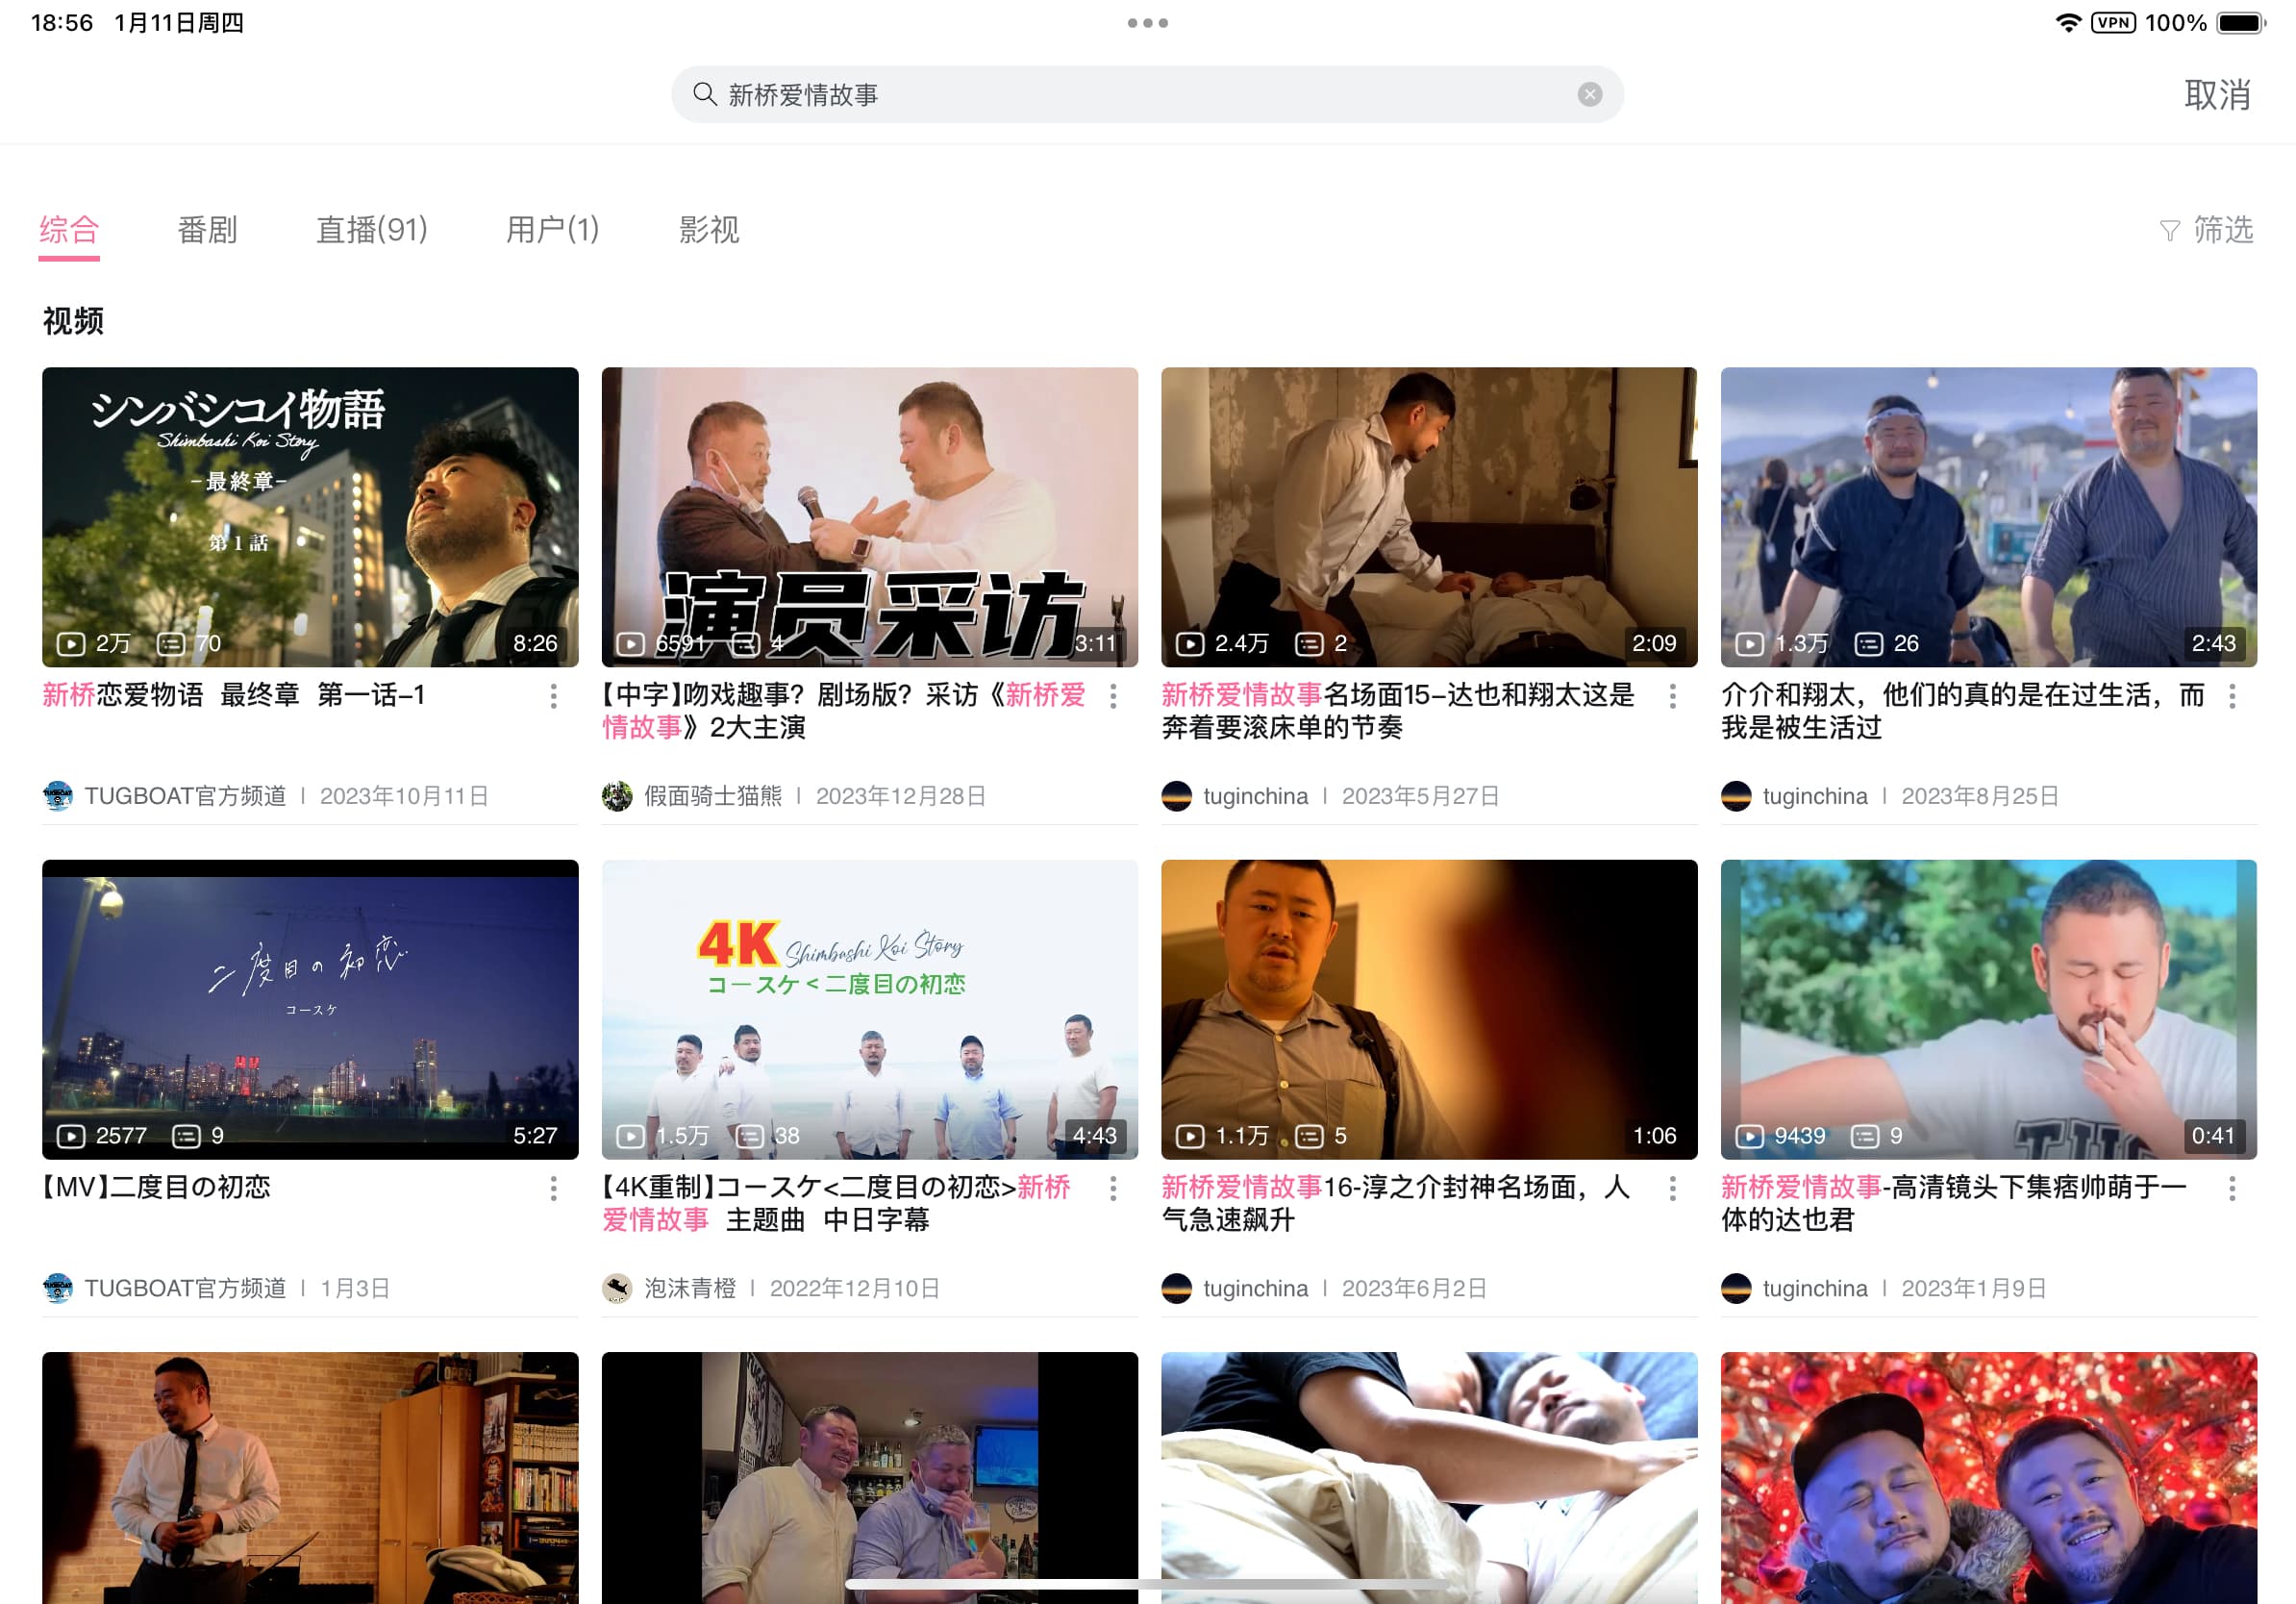 18:56 1月11日周四
VPN 100%
新桥爱情故事
取消
综合 番剧 直播(91) 用户(1) 影视 筛选
视频
シンバシコイ物語
Shimbashi Koi Story
-最終章-
第1話
2万 70 8:26
演员采访
6591 4 3:11
2.4万 2 2:09
1.3万 26 2:43
新桥恋爱物语 最终章 第一话–1
【中字】吻戏趣事？剧场版？采访《新桥爱
情故事》2大主演
新桥爱情故事名场面15–达也和翔太这是
奔着要滚床单的节奏
介介和翔太，他们的真的是在过生活，而
我是被生活过
TUGBOAT官方频道 | 2023年10月11日
假面骑士猫熊 | 2023年12月28日
tuginchina | 2023年5月27日
tuginchina | 2023年8月25日
二度目の初恋
コースケ
2577 9 5:27
4K Shimbashi Koi Story
コースケ<二度目の初恋
1.5万 38 4:43
1.1万 5 1:06
9439 9 0:41
【MV】二度目の初恋
【4K重制】コースケ<二度目の初恋>新桥
爱情故事 主题曲 中日字幕
新桥爱情故事16-淳之介封神名场面，人
气急速飙升
新桥爱情故事-高清镜头下集痞帅萌于一
体的达也君
TUGBOAT官方频道 | 1月3日
泡沫青橙 | 2022年12月10日
tuginchina | 2023年6月2日
tuginchina | 2023年1月9日